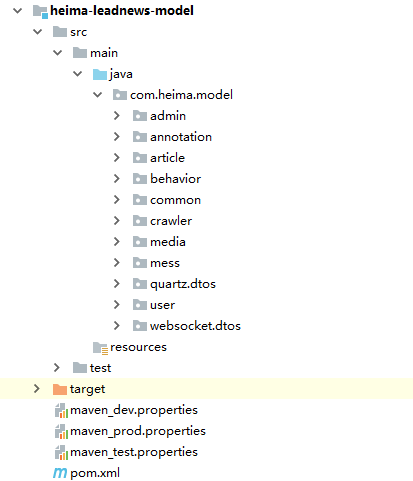 heima-leadnews-model
src
main
java
com.heima.model
admin
annotation
article
behavior
common
crawler
media
mess
quartz.dtos
user
websocket.dtos
resources
test
target
maven_dev.properties
maven_prod.properties
maven_test.properties
pom.xml